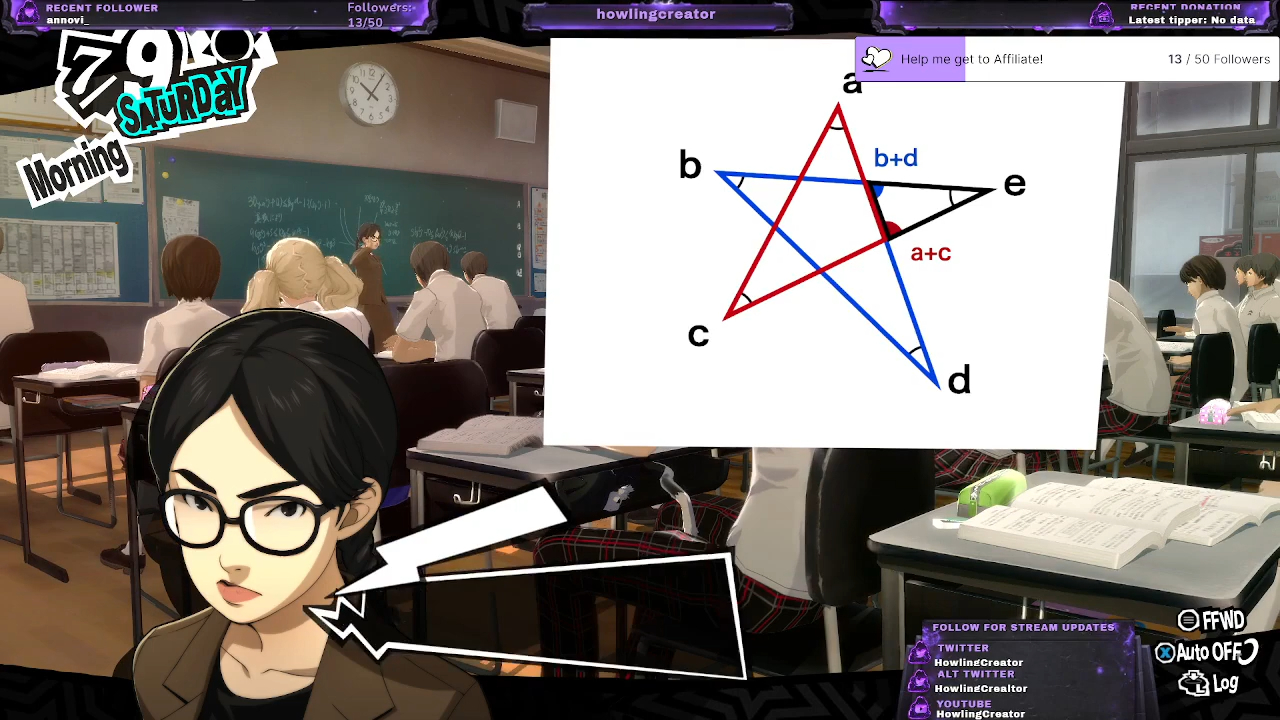 RECENT FOLLOWER
annovi_
Followers:
13/50
howlingcreator
RECENT DONATION
Latest tipper: No data
Help me get to Affiliate!
13 / 50 Followers
7/9
SATURDAY
Morning
a
b
b+d
e
a+c
c
d
FFWD
Auto OFF
Log
FOLLOW FOR STREAM UPDATES
TWITTER
HowlingCreator
ALT TWITTER
HowlingCrealtor
YOUTUBE
HowlingCreator